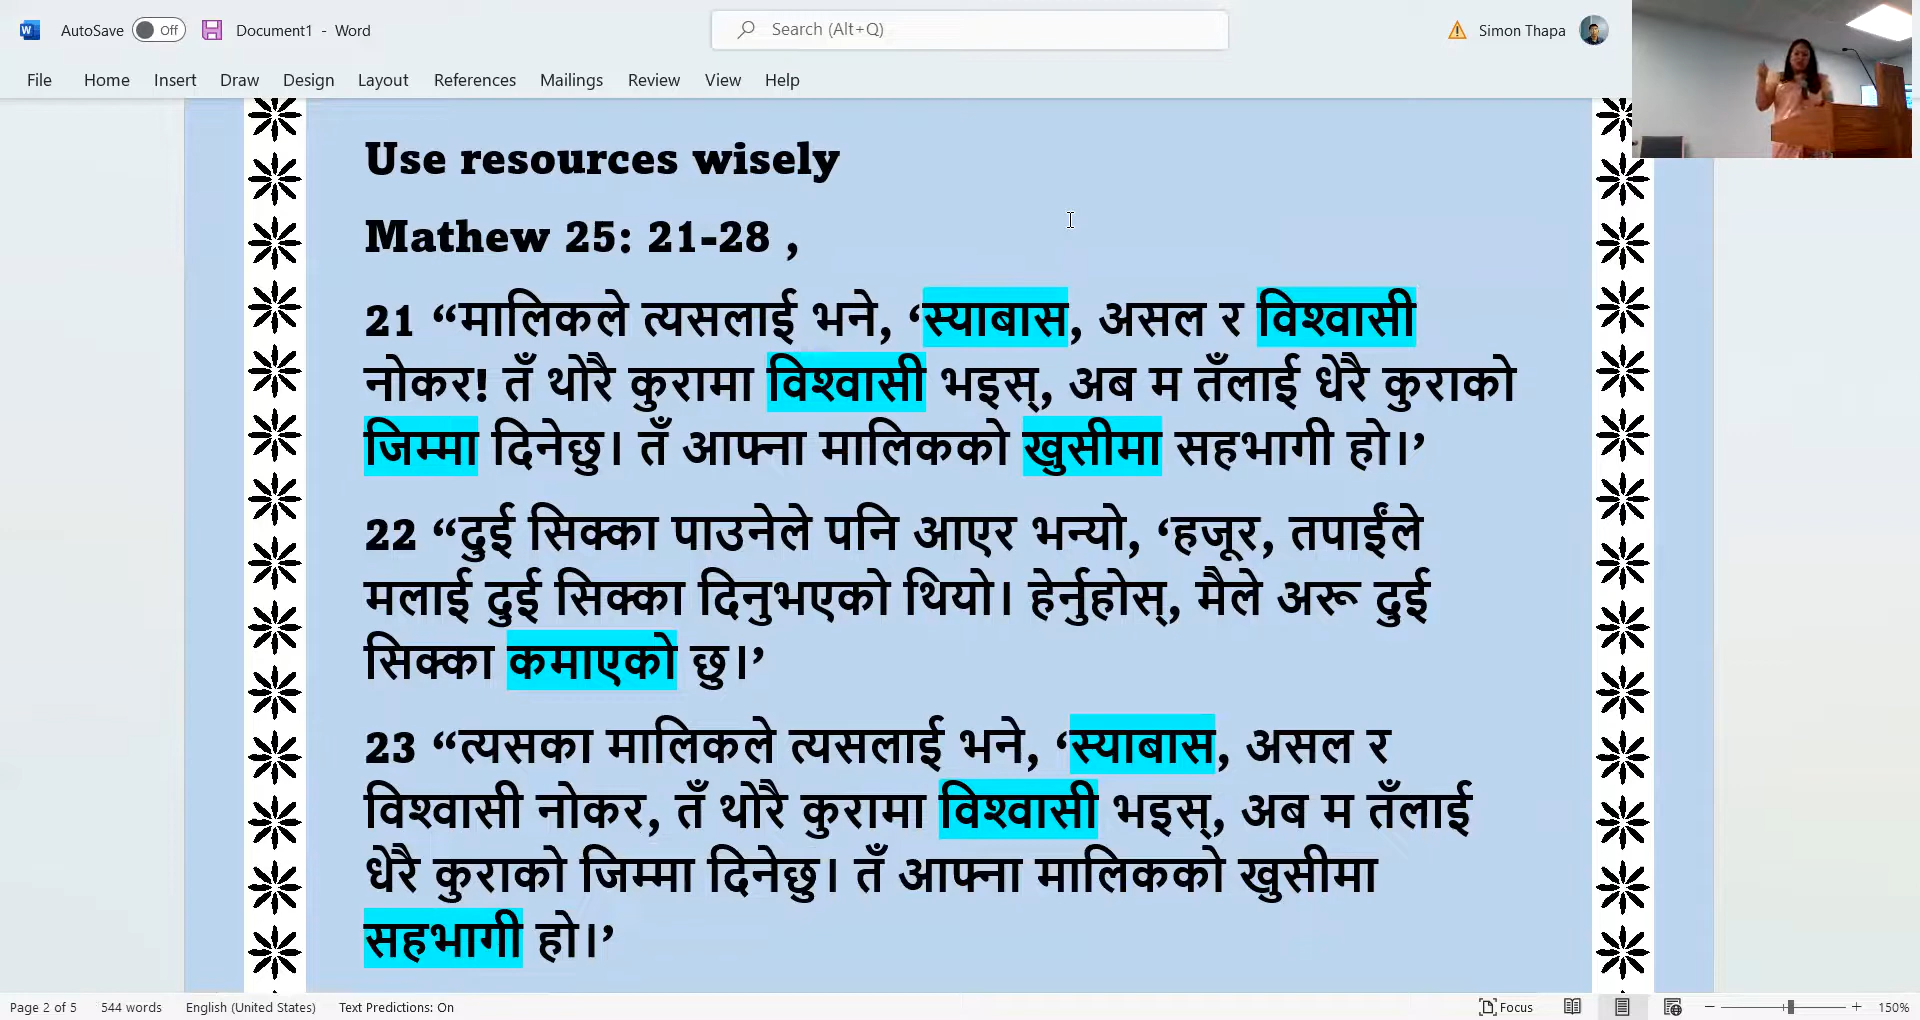 AutoSave Off Document1 - Word Search (Alt+Q) Simon Thapa
File Home Insert Draw Design Layout References Mailings Review View Help
Use resources wisely
Mathew 25: 21-28 ,
21 “मालिकले त्यसलाई भने, ‘स्याबास, असल र विश्वासी
नोकर! तँ थोरै कुरामा विश्वासी भइस्, अब म तँलाई धेरै कुराको
जिम्मा दिनेछु। तँ आफ्ना मालिकको खुसीमा सहभागी हो।’
22 “दुई सिक्का पाउनेले पनि आएर भन्यो, ‘हजूर, तपाईंले
मलाई दुई सिक्का दिनुभएको थियो। हेर्नुहोस्, मैले अरू दुई
सिक्का कमाएको छु।’
23 “त्यसका मालिकले त्यसलाई भने, ‘स्याबास, असल र
विश्वासी नोकर, तँ थोरै कुरामा विश्वासी भइस्, अब म तँलाई
धेरै कुराको जिम्मा दिनेछु। तँ आफ्ना मालिकको खुसीमा
सहभागी हो।’
Page 2 of 5 544 words English (United States) Text Predictions: On Focus 150%